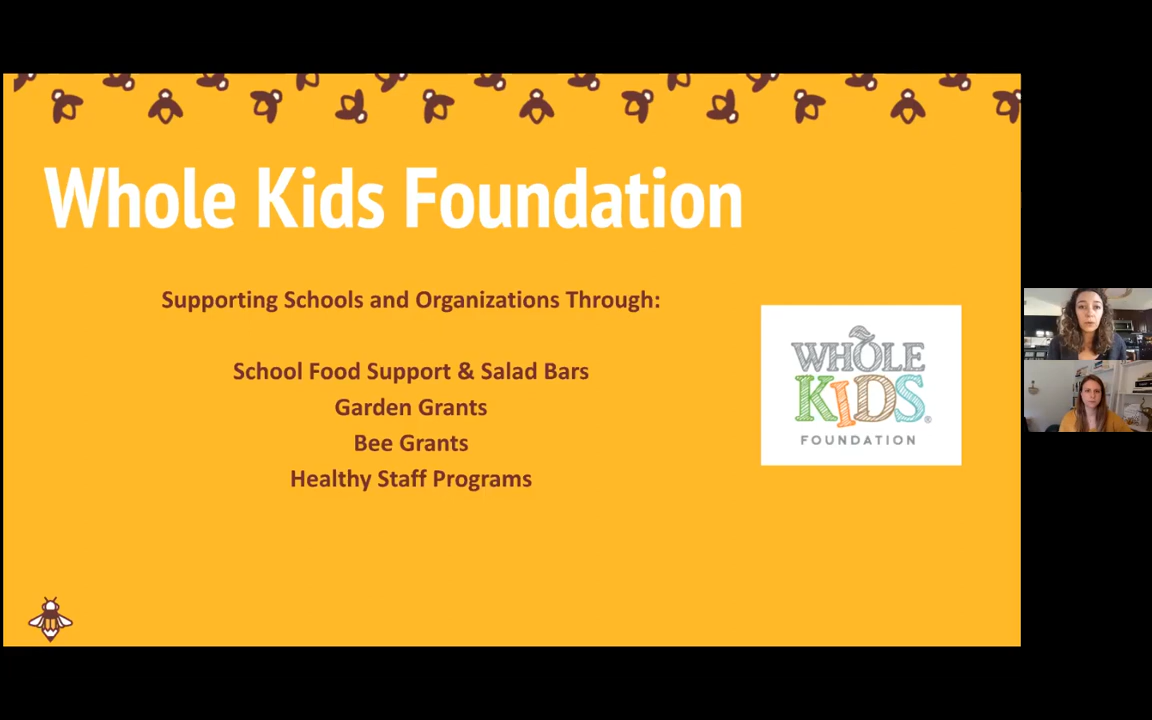 Whole Kids Foundation
Supporting Schools and Organizations Through:
School Food Support & Salad Bars
Garden Grants
Bee Grants
Healthy Staff Programs
WHOLE
KIDS®
FOUNDATION